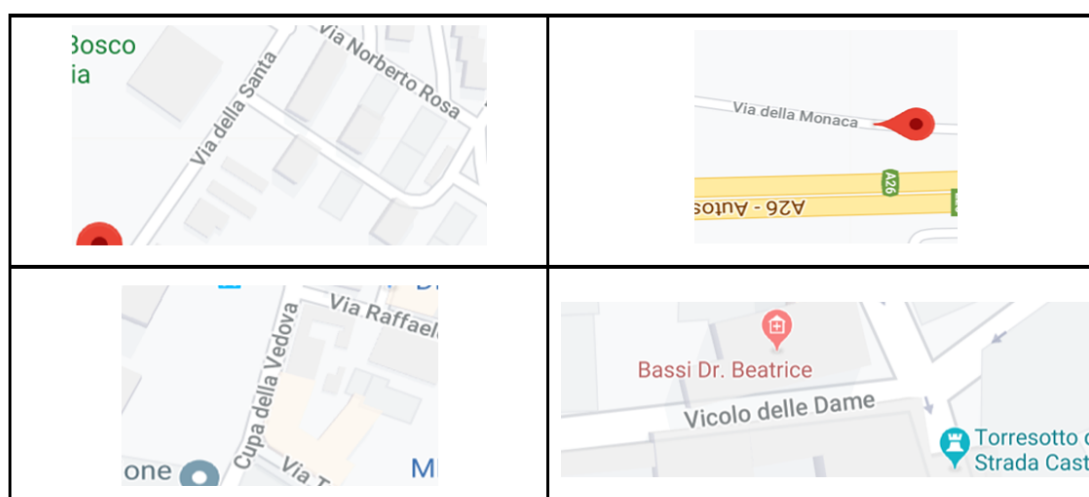 Bosco
ia
Via della Santa
Via Norberto Rosa
Via della Monaca
A26
A26 - Autos
Cupa della Vedova
Via Raffael
Via T
one
M
Bassi Dr. Beatrice
Vicolo delle Dame
Torresotto
Strada Cast